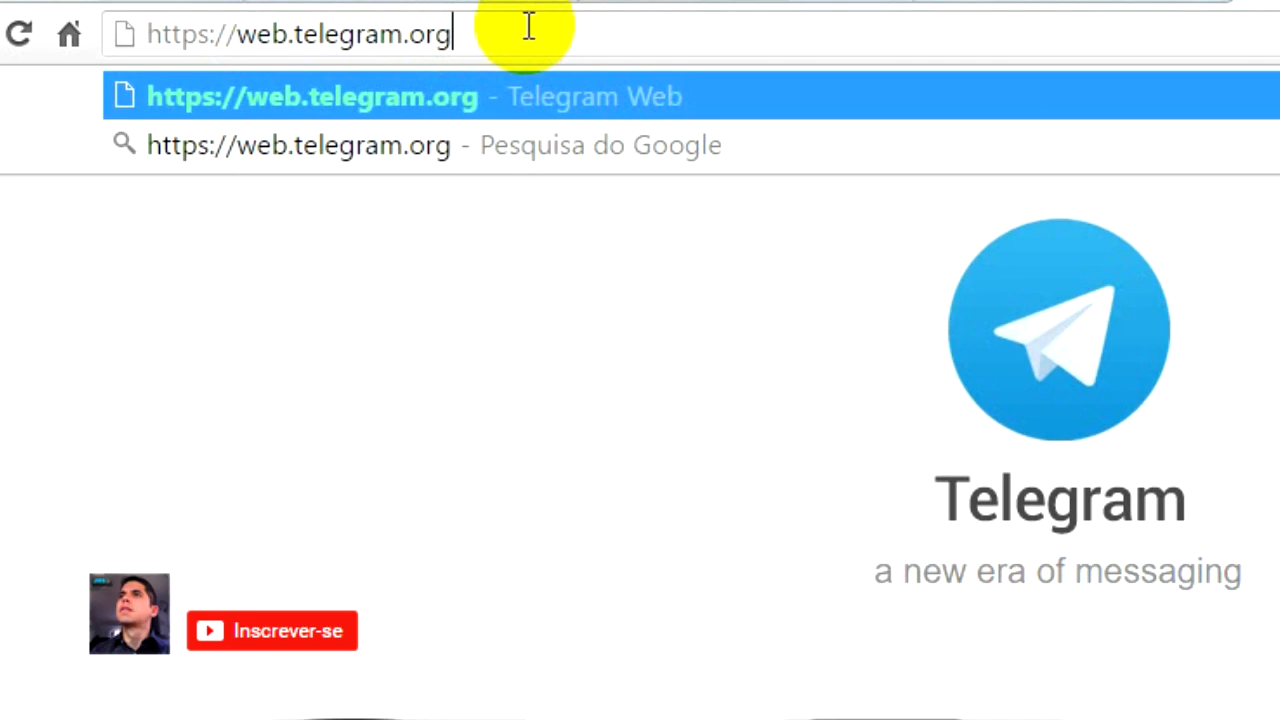 https://web.telegram.org
https://web.telegram.org - Telegram Web
https://web.telegram.org - Pesquisa do Google
Telegram
a new era of messaging
Inscrever-se